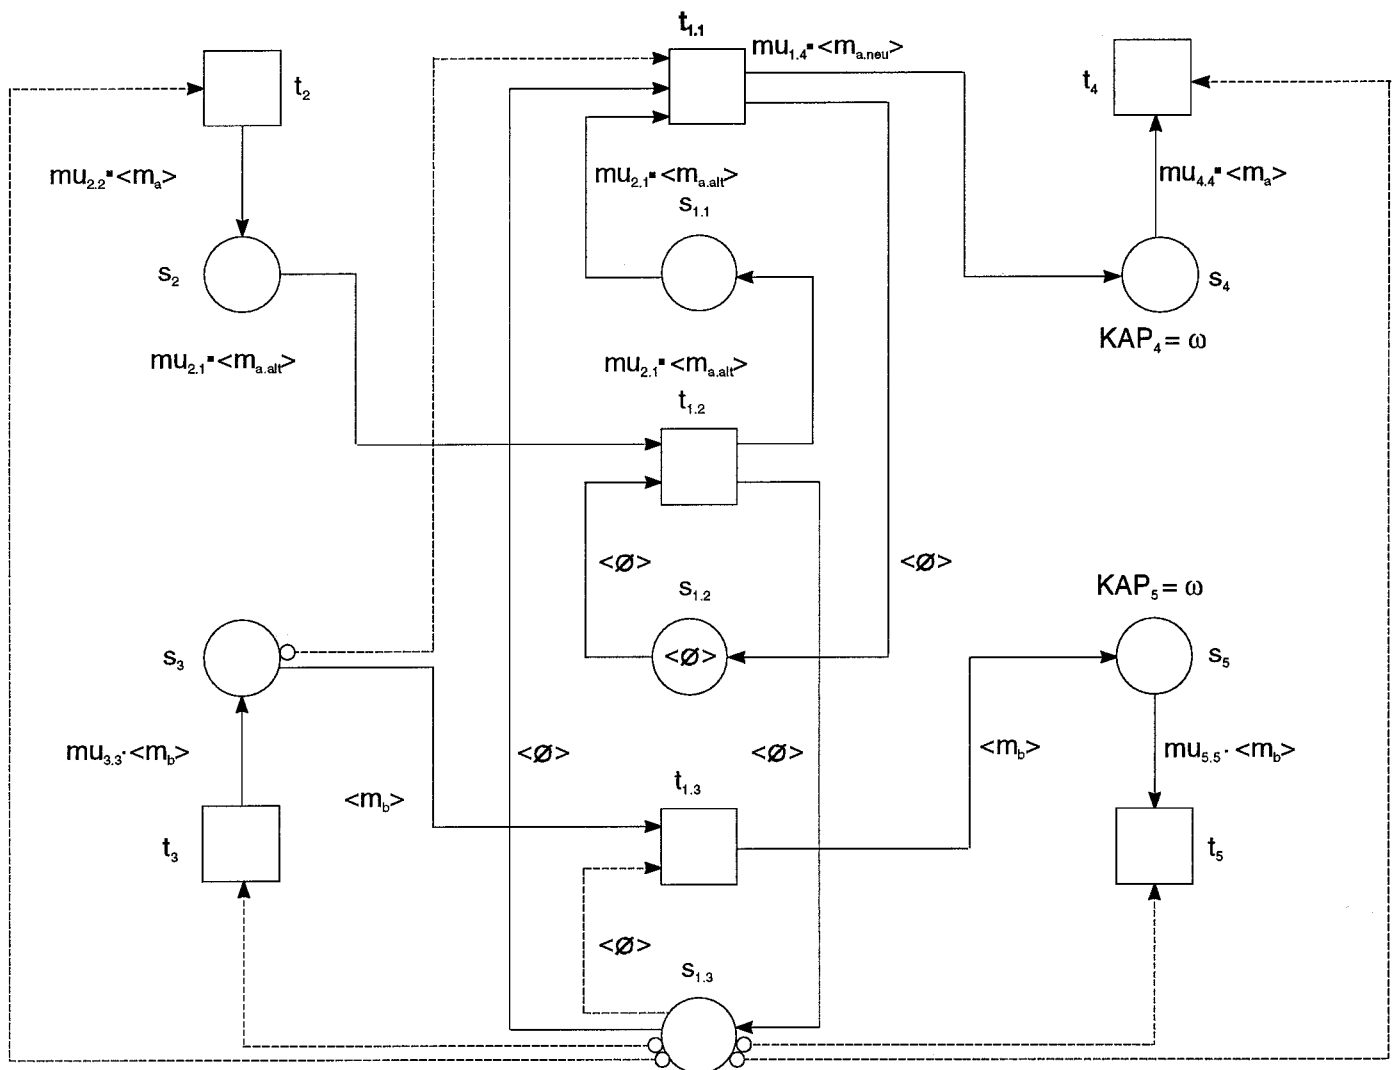 t1.1
mu1.4▪<ma.neu>
t2
t4
mu2.2▪<ma>
mu2.1▪<ma.alt>
mu4.4▪<ma>
s1.1
s2
s4
KAP4= ω
mu2.1▪<ma.alt>
mu2.1▪<ma.alt>
t1.2
<Ø>
<Ø>
s1.2
KAP5= ω
s3
<Ø>
s5
mu3.3·<mb>
<Ø>
<Ø>
<mb>
mu5.5·<mb>
t1.3
<mb>
t3
t5
<Ø>
s1.3